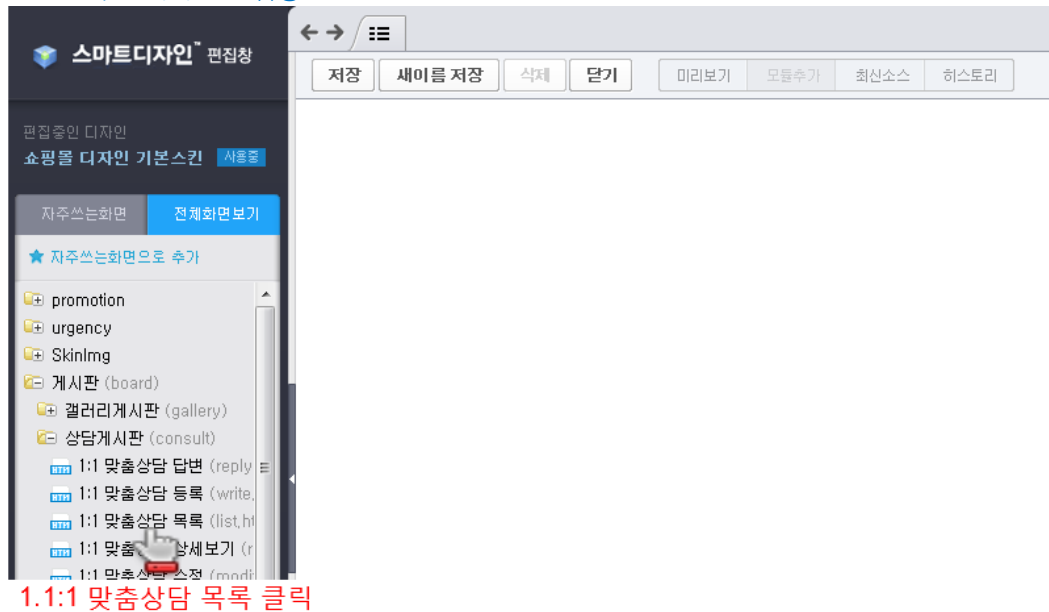 스마트디자인™ 편집창
저장 새이름 저장 삭제 닫기 미리보기 모듈추가 최신소스 히스토리
편집중인 디자인
쇼핑몰 디자인 기본스킨 사용중
자주쓰는화면 전체화면보기
★ 자주쓰는화면으로 추가
promotion
urgency
SkinImg
게시판 (board)
갤러리게시판 (gallery)
상담게시판 (consult)
1:1 맞춤상담 답변 (reply
1:1 맞춤상담 등록 (write.
1:1 맞춤상담 목록 (list.ht
1:1 맞춤 상세보기 (r
1:1 맞춤상담 수정 (modi
1.1:1 맞춤상담 목록 클릭